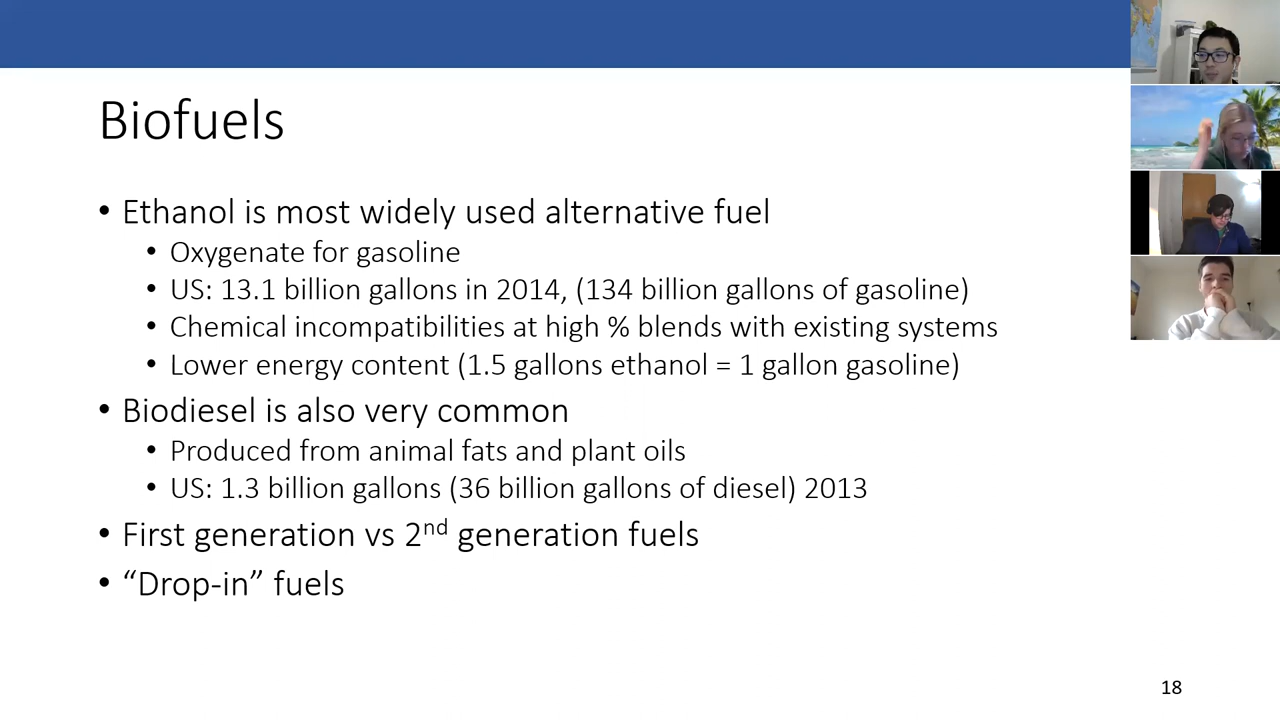 Biofuels
• Ethanol is most widely used alternative fuel
• Oxygenate for gasoline
• US: 13.1 billion gallons in 2014, (134 billion gallons of gasoline)
• Chemical incompatibilities at high % blends with existing systems
• Lower energy content (1.5 gallons ethanol = 1 gallon gasoline)
• Biodiesel is also very common
• Produced from animal fats and plant oils
• US: 1.3 billion gallons (36 billion gallons of diesel) 2013
• First generation vs 2nd generation fuels
• “Drop-in” fuels
18